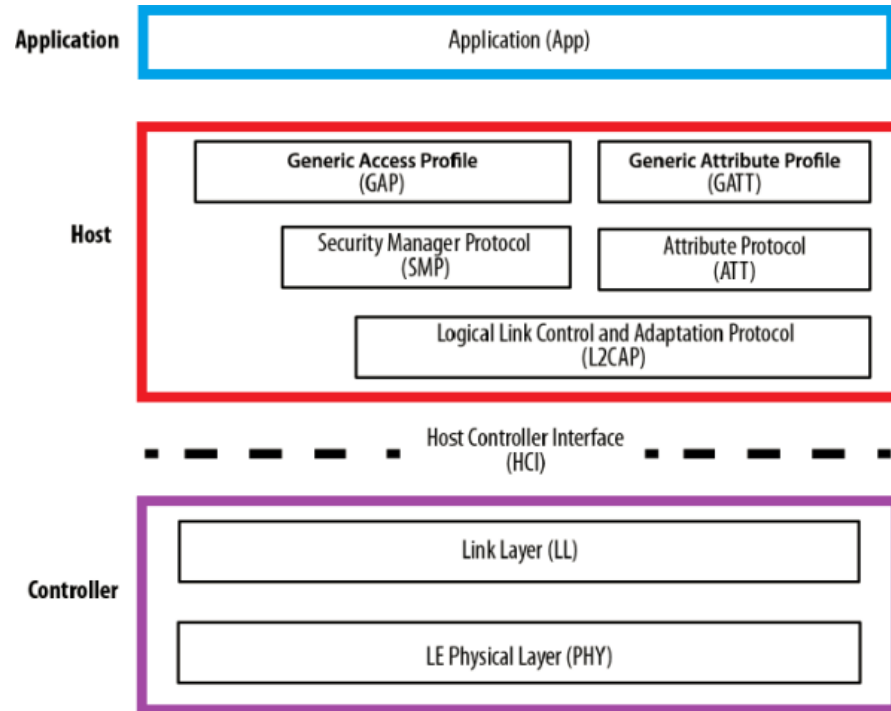 Application
Application (App)
Host
Generic Access Profile
(GAP)
Generic Attribute Profile
(GATT)
Security Manager Protocol
(SMP)
Attribute Protocol
(ATT)
Logical Link Control and Adaptation Protocol
(L2CAP)
Host Controller Interface
(HCI)
Controller
Link Layer (LL)
LE Physical Layer (PHY)